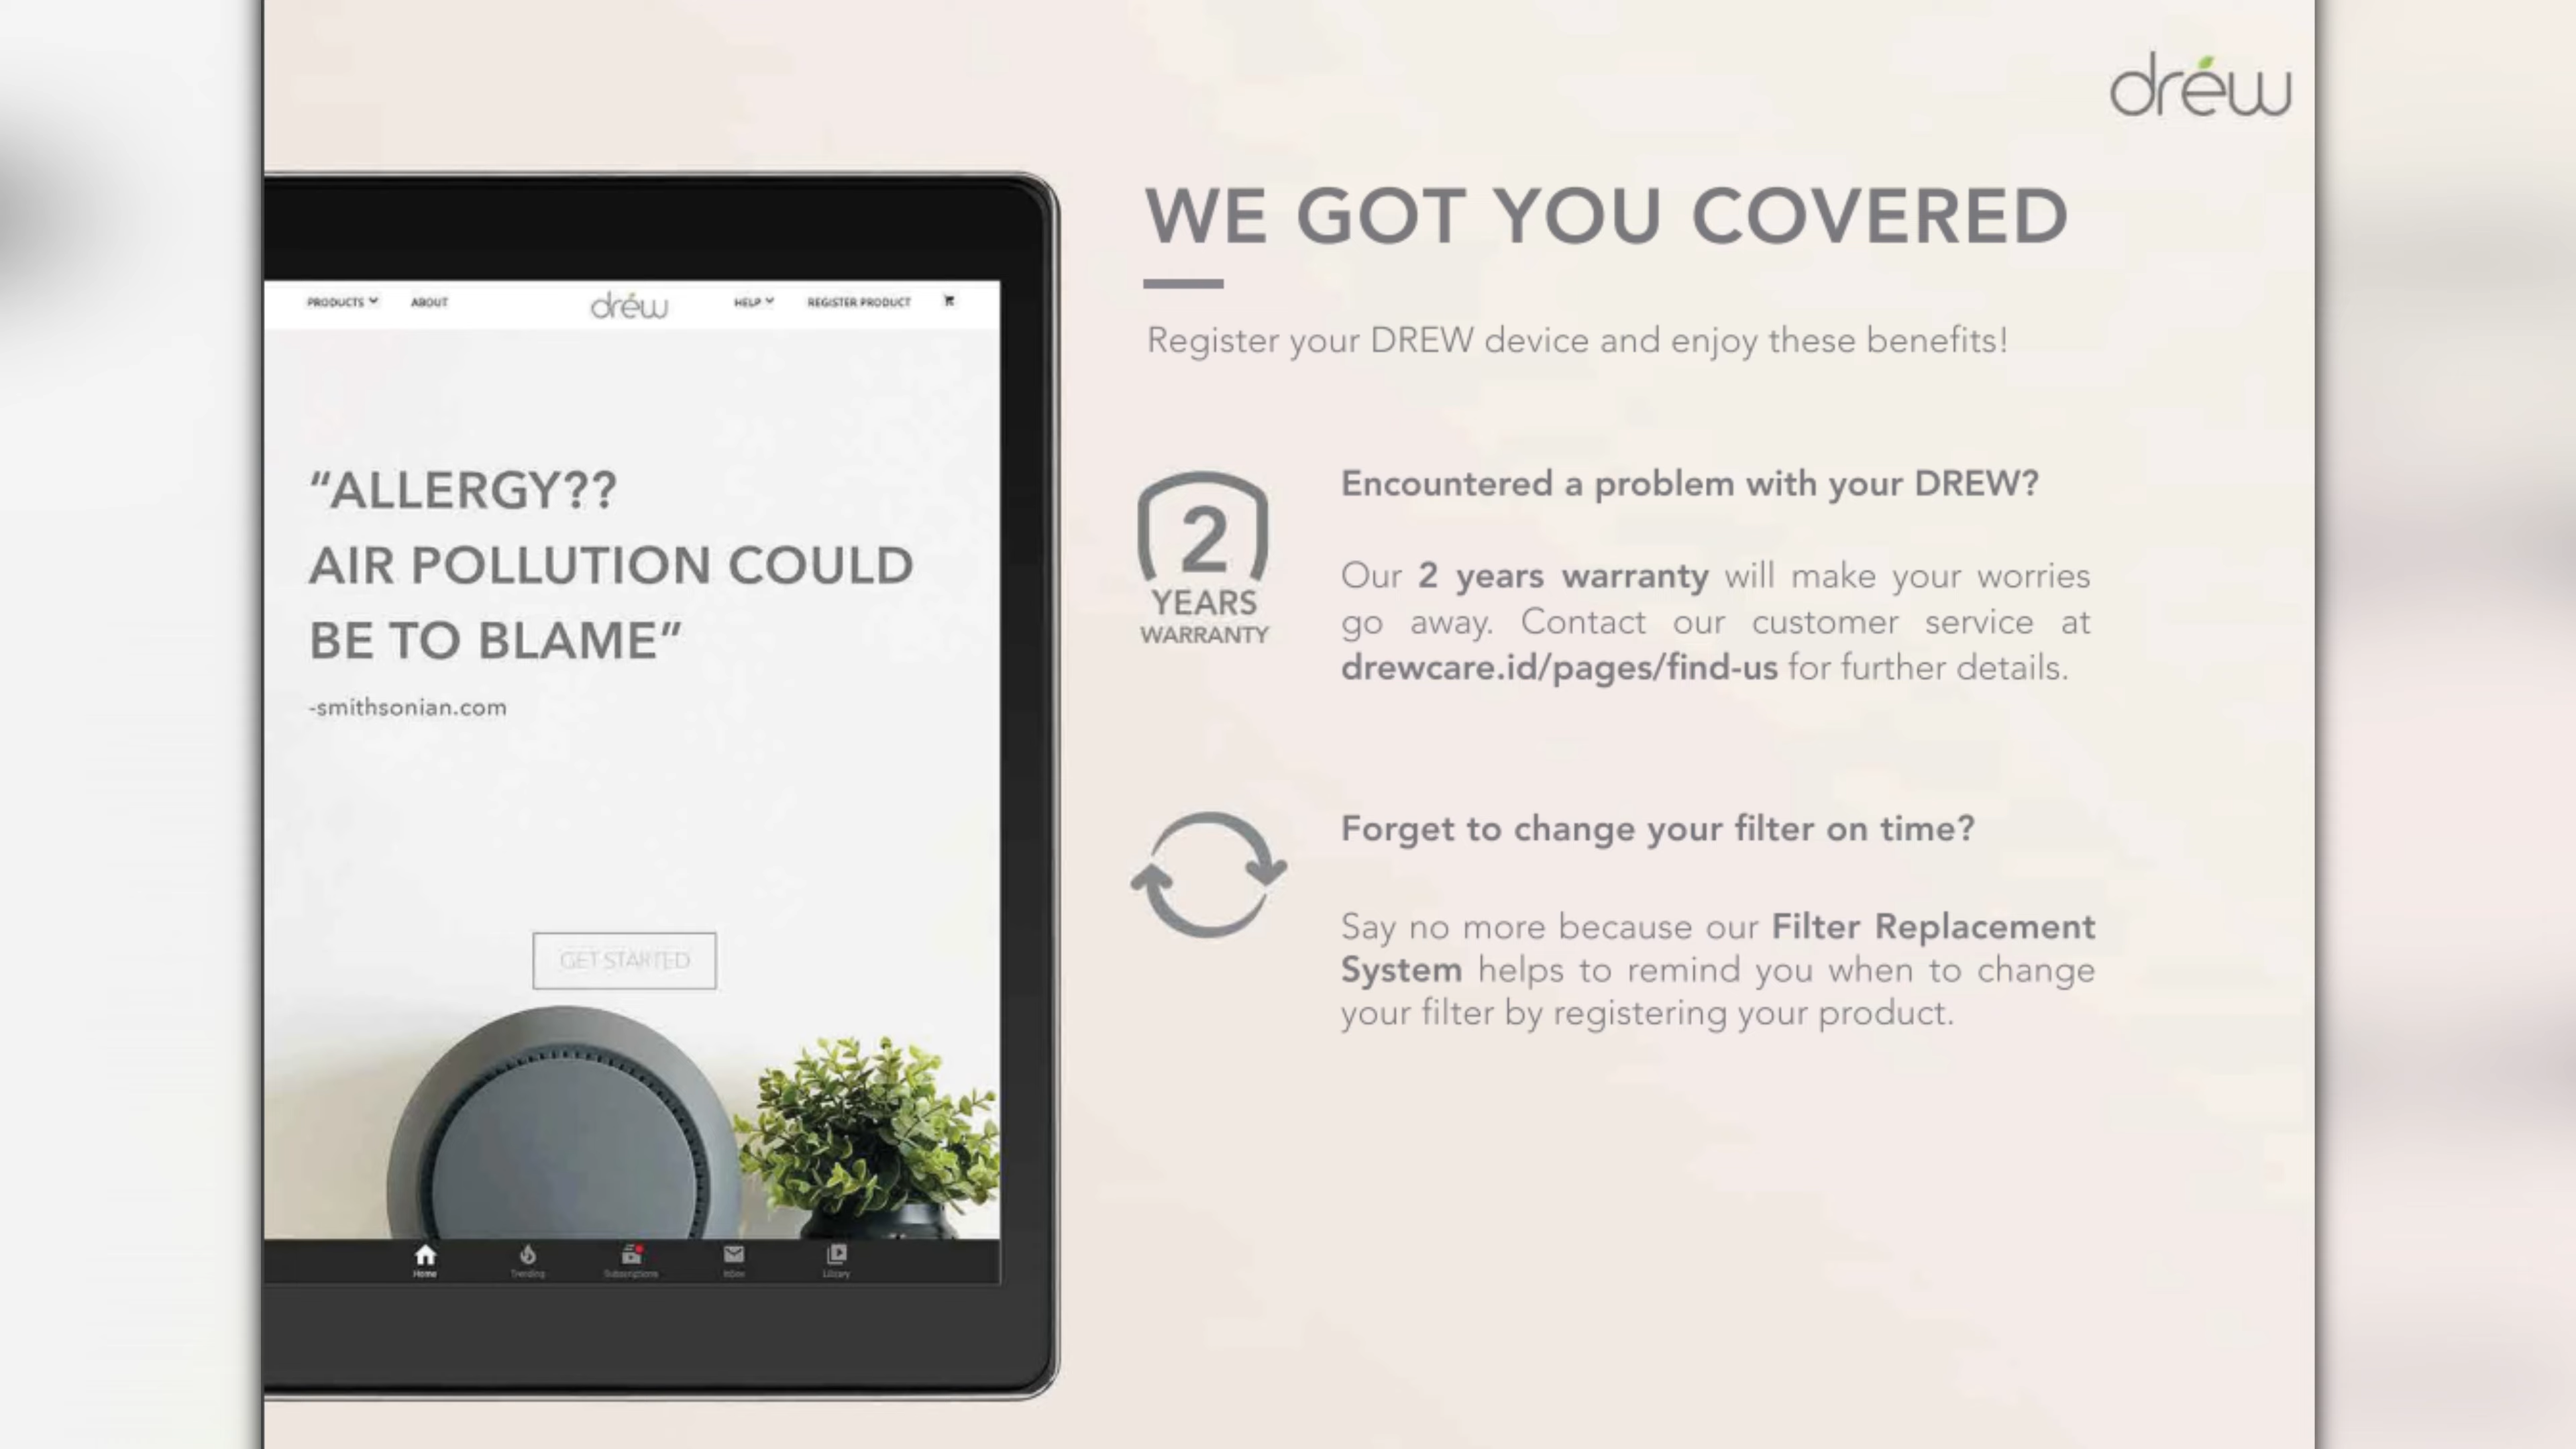 dréw
WE GOT YOU COVERED
Register your DREW device and enjoy these benefits!
PRODUCTS
ABOUT
dréw
HELP
REGISTER PRODUCT
"ALLERGY??
AIR POLLUTION COULD
BE TO BLAME"
-smithsonian.com
GET STARTED
Home
Trending
Subscriptions
Inbox
Library
2
YEARS
WARRANTY
Encountered a problem with your DREW?
Our 2 years warranty will make your worries
go away. Contact our customer service at
drewcare.id/pages/find-us for further details.
Forget to change your filter on time?
Say no more because our Filter Replacement
System helps to remind you when to change
your filter by registering your product.